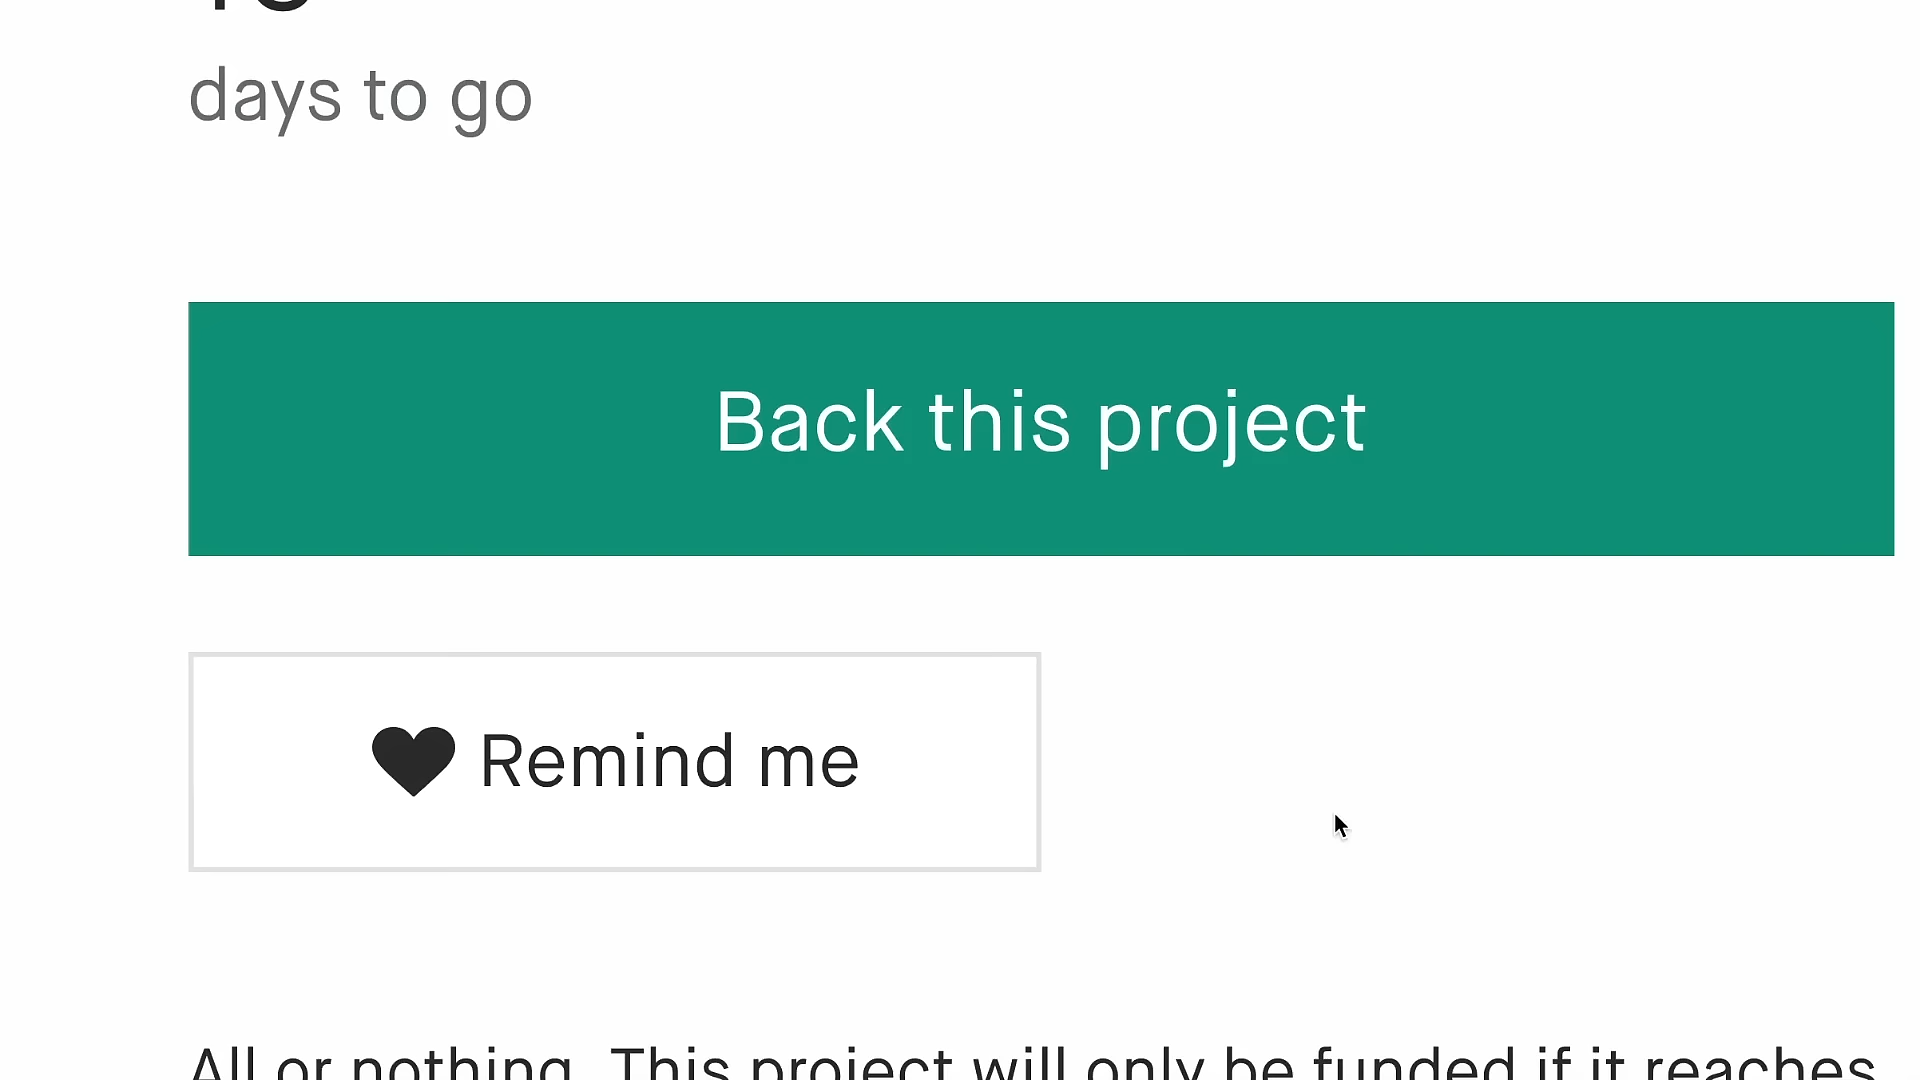 days to go
Back this project
Remind me
All or nothing. This project will only be funded if it reaches